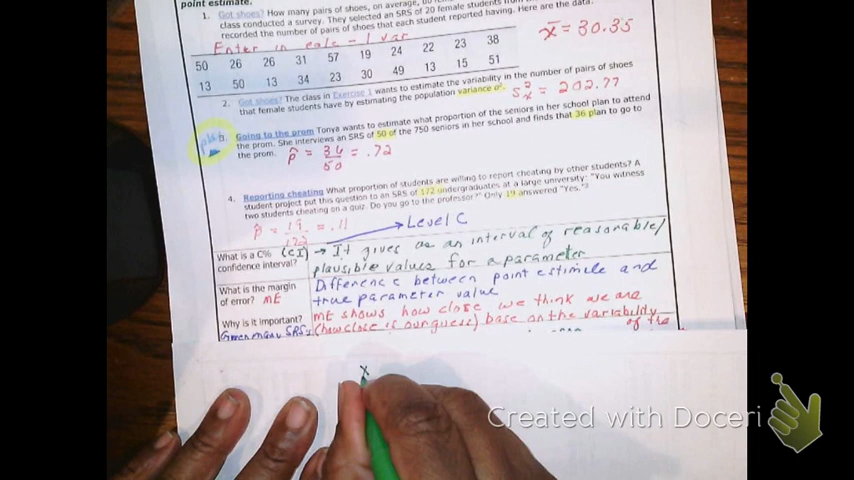 point estimate.
1. Got shoes? How many pairs of shoes, on average, do
class conducted a survey. They selected an SRS of 20 female students from
recorded the number of pairs of shoes that each student reported having. Here are the data:
Enter in calc - 1 var
x̄ = 30.35
50 26 26 31 57 19 24 22 23 38
13 50 13 34 23 30 49 13 15 51
2. Got shoes? The class in Exercise 1 wants to estimate the variability in the number of pairs of shoes
that female students have by estimating the population variance σ².
s²x = 202.77
Going to the prom Tonya wants to estimate what proportion of the seniors in her school plan to attend
the prom. She interviews an SRS of 50 of the 750 seniors in her school and finds that 36 plan to go to
the prom.
p̂ = 36/50 = .72
4. Reporting cheating What proportion of students are willing to report cheating by other students? A
student project put this question to an SRS of 172 undergraduates at a large university: "You witness
two students cheating on a quiz. Do you go to the professor?" Only 19 answered "Yes."
p̂ = 19/172 = .11
Level C
What is a C% (CI) confidence interval?
→ It gives us an interval of reasonable/
plausible values for a parameter
What is the margin of error? ME
Difference between point estimate and
true parameter value
Why is it important?
ME shows how close we think we are
Given many SRS
(how close is our guess) base on the variability
of the
x
Created with Doceri